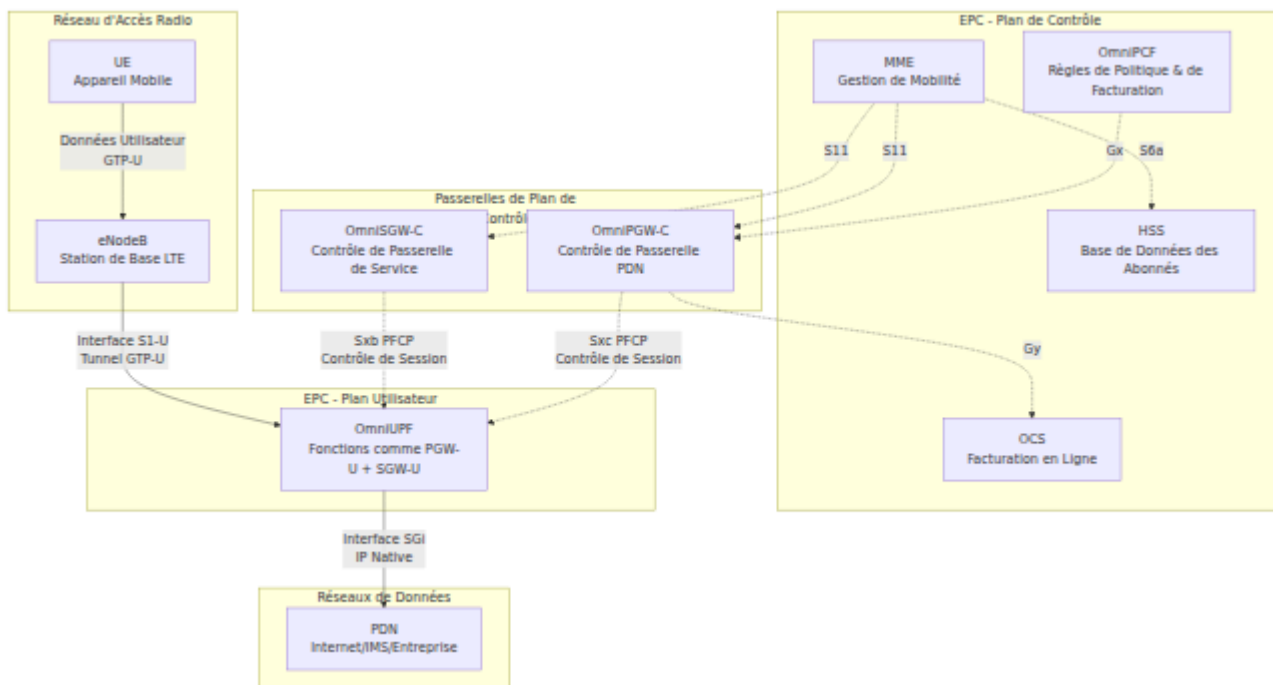 Réseau d'Accès Radio
UE
Appareil Mobile
Données Utilisateur
GTP-U
eNodeB
Station de Base LTE
Interface S1-U
Tunnel GTP-U
EPC - Plan de Contrôle
MME
Gestion de Mobilité
OmniPCF
Règles de Politique & de
Facturation
S11
S11
Gx
S6a
Passerelles de Plan de
Contrôle
OmniSGW-C
Contrôle de Passerelle
de Service
OmniPGW-C
Contrôle de Passerelle
PDN
HSS
Base de Données des
Abonnés
Sxb PFCP
Contrôle de Session
Sxc PFCP
Contrôle de Session
Gy
EPC - Plan Utilisateur
OmniUPF
Fonctions comme PGW-
U + SGW-U
OCS
Facturation en Ligne
Interface SGi
IP Native
Réseaux de Données
PDN
Internet/IMS/Entreprise